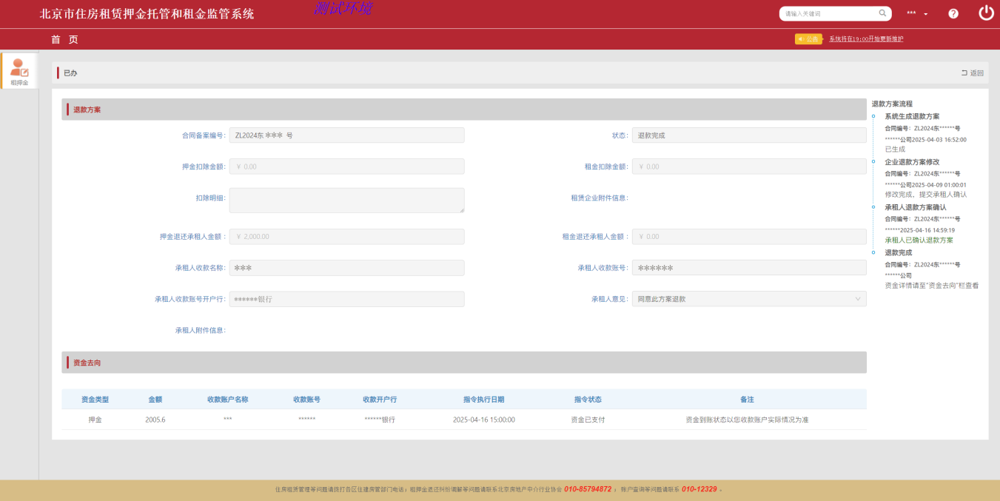 北京市住房租赁押金托管和租金监管系统
测试环境
请输入关键词
***
首 页
公告
系统将在19:00开始更新维护
租押金
已办
返回
退款方案
合同备案编号: ZL2024东 *** 号
状态: 退款完成
押金扣除金额: ¥ 0.00
租金扣除金额: ¥ 0.00
扣除明细:
租赁企业附件信息:
押金退还承租人金额 : ¥ 2,000.00
租金退还承租人金额 : ¥ 0.00
承租人收款名称: ***
承租人收款账号: ******
承租人收款账号开户行: ******银行
承租人意见: 同意此方案退款
承租人附件信息:
资金去向
资金类型 金额 收款账户名称 收款账号 收款开户行 指令执行日期 指令状态 备注
押金 2005.6 *** ****** ******银行 2025-04-16 15:00:00 资金已支付 资金到账状态以您收款账户实际情况为准
退款方案流程
系统生成退款方案
合同编号: ZL2024东******号
******公司2025-04-03 16:52:00
已生成
企业退款方案修改
合同编号: ZL2024东******号
******公司2025-04-09 01:00:01
修改完成，提交承租人确认
承租人退款方案确认
合同编号: ZL2024东******号
******2025-04-16 14:59:19
承租人已确认退款方案
退款完成
合同编号: ZL2024东******号
******公司
资金详情请至"资金去向"栏查看
住房租赁管理等问题请拨打各区住建房管部门电话；租押金退还纠纷调解等问题请联系北京房地产中介行业协会 010-85794872 ；账户查询等问题请联系 010-12329 。